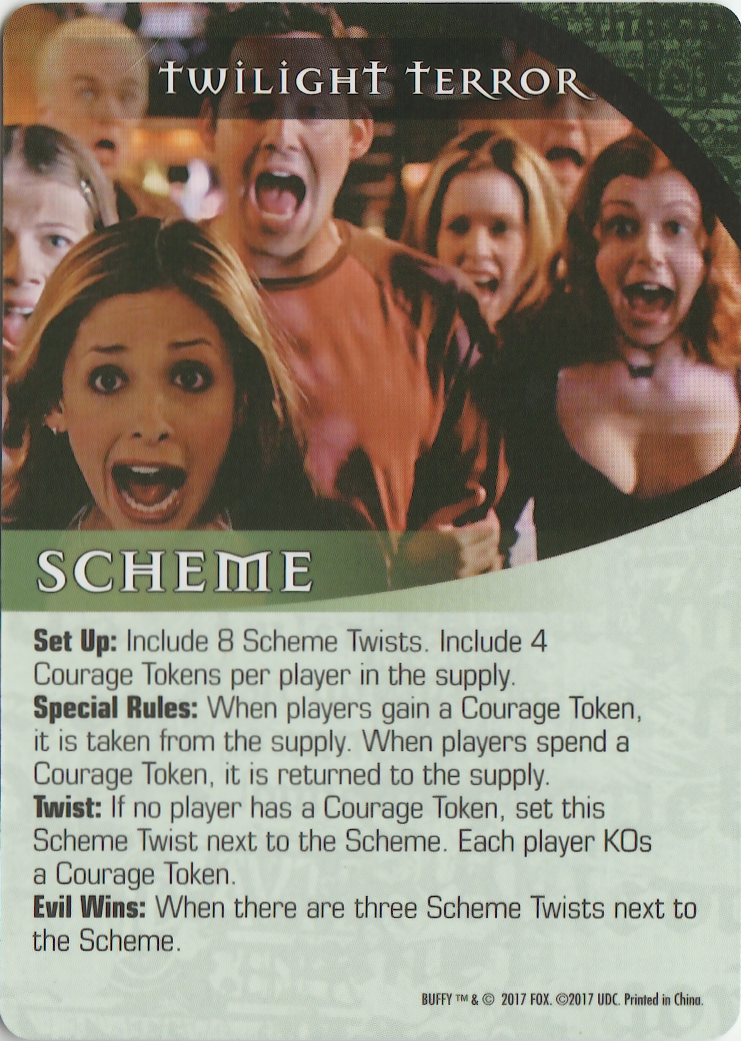 TWILIGHT TERROR
SCHEME
Set Up: Include 8 Scheme Twists. Include 4
Courage Tokens per player in the supply.
Special Rules: When players gain a Courage Token,
it is taken from the supply. When players spend a
Courage Token, it is returned to the supply.
Twist: If no player has a Courage Token, set this
Scheme Twist next to the Scheme. Each player KOs
a Courage Token.
Evil Wins: When there are three Scheme Twists next to
the Scheme.
BUFFY ™ & © 2017 FOX. ©2017 UDC. Printed in China.